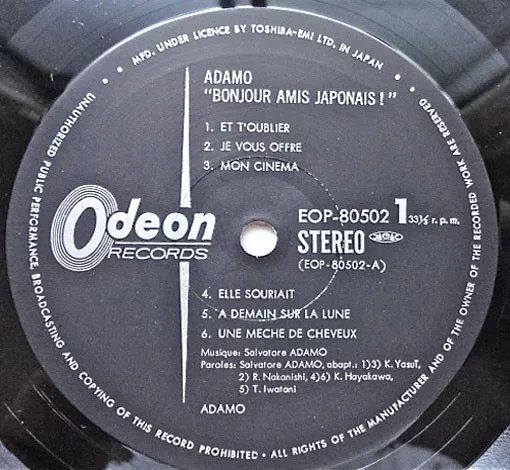 MFD. UNDER LICENCE BY TOSHIBA-EMI LTD. IN JAPAN
ADAMO
"BONJOUR AMIS JAPONAIS!"
1. ET T'OUBLIER
2. JE VOUS OFFRE
3. MON CINEMA
Odeon
RECORDS
EOP-80502 1 33⅓ r. p. m.
STEREO
(EOP-80502-A)
4. ELLE SOURIAIT
5. A DEMAIN SUR LA LUNE
6. UNE MECHE DE CHEVEUX
Musique: Salvatore ADAMO
Paroles: Salvatore ADAMO, abapt.: 1)3) K. Yasuī,
2) R. Nakanishi, 4)6) K. Hayakawa,
5) T. Iwatani
ADAMO
UNAUTHORIZED PUBLIC PERFORMANCE, BROADCASTING AND COPYING OF THIS RECORD PROHIBITED • ALL RIGHTS OF THE MANUFACTURER AND OF THE OWNER OF THE RECORDED WORK ARE RESERVED